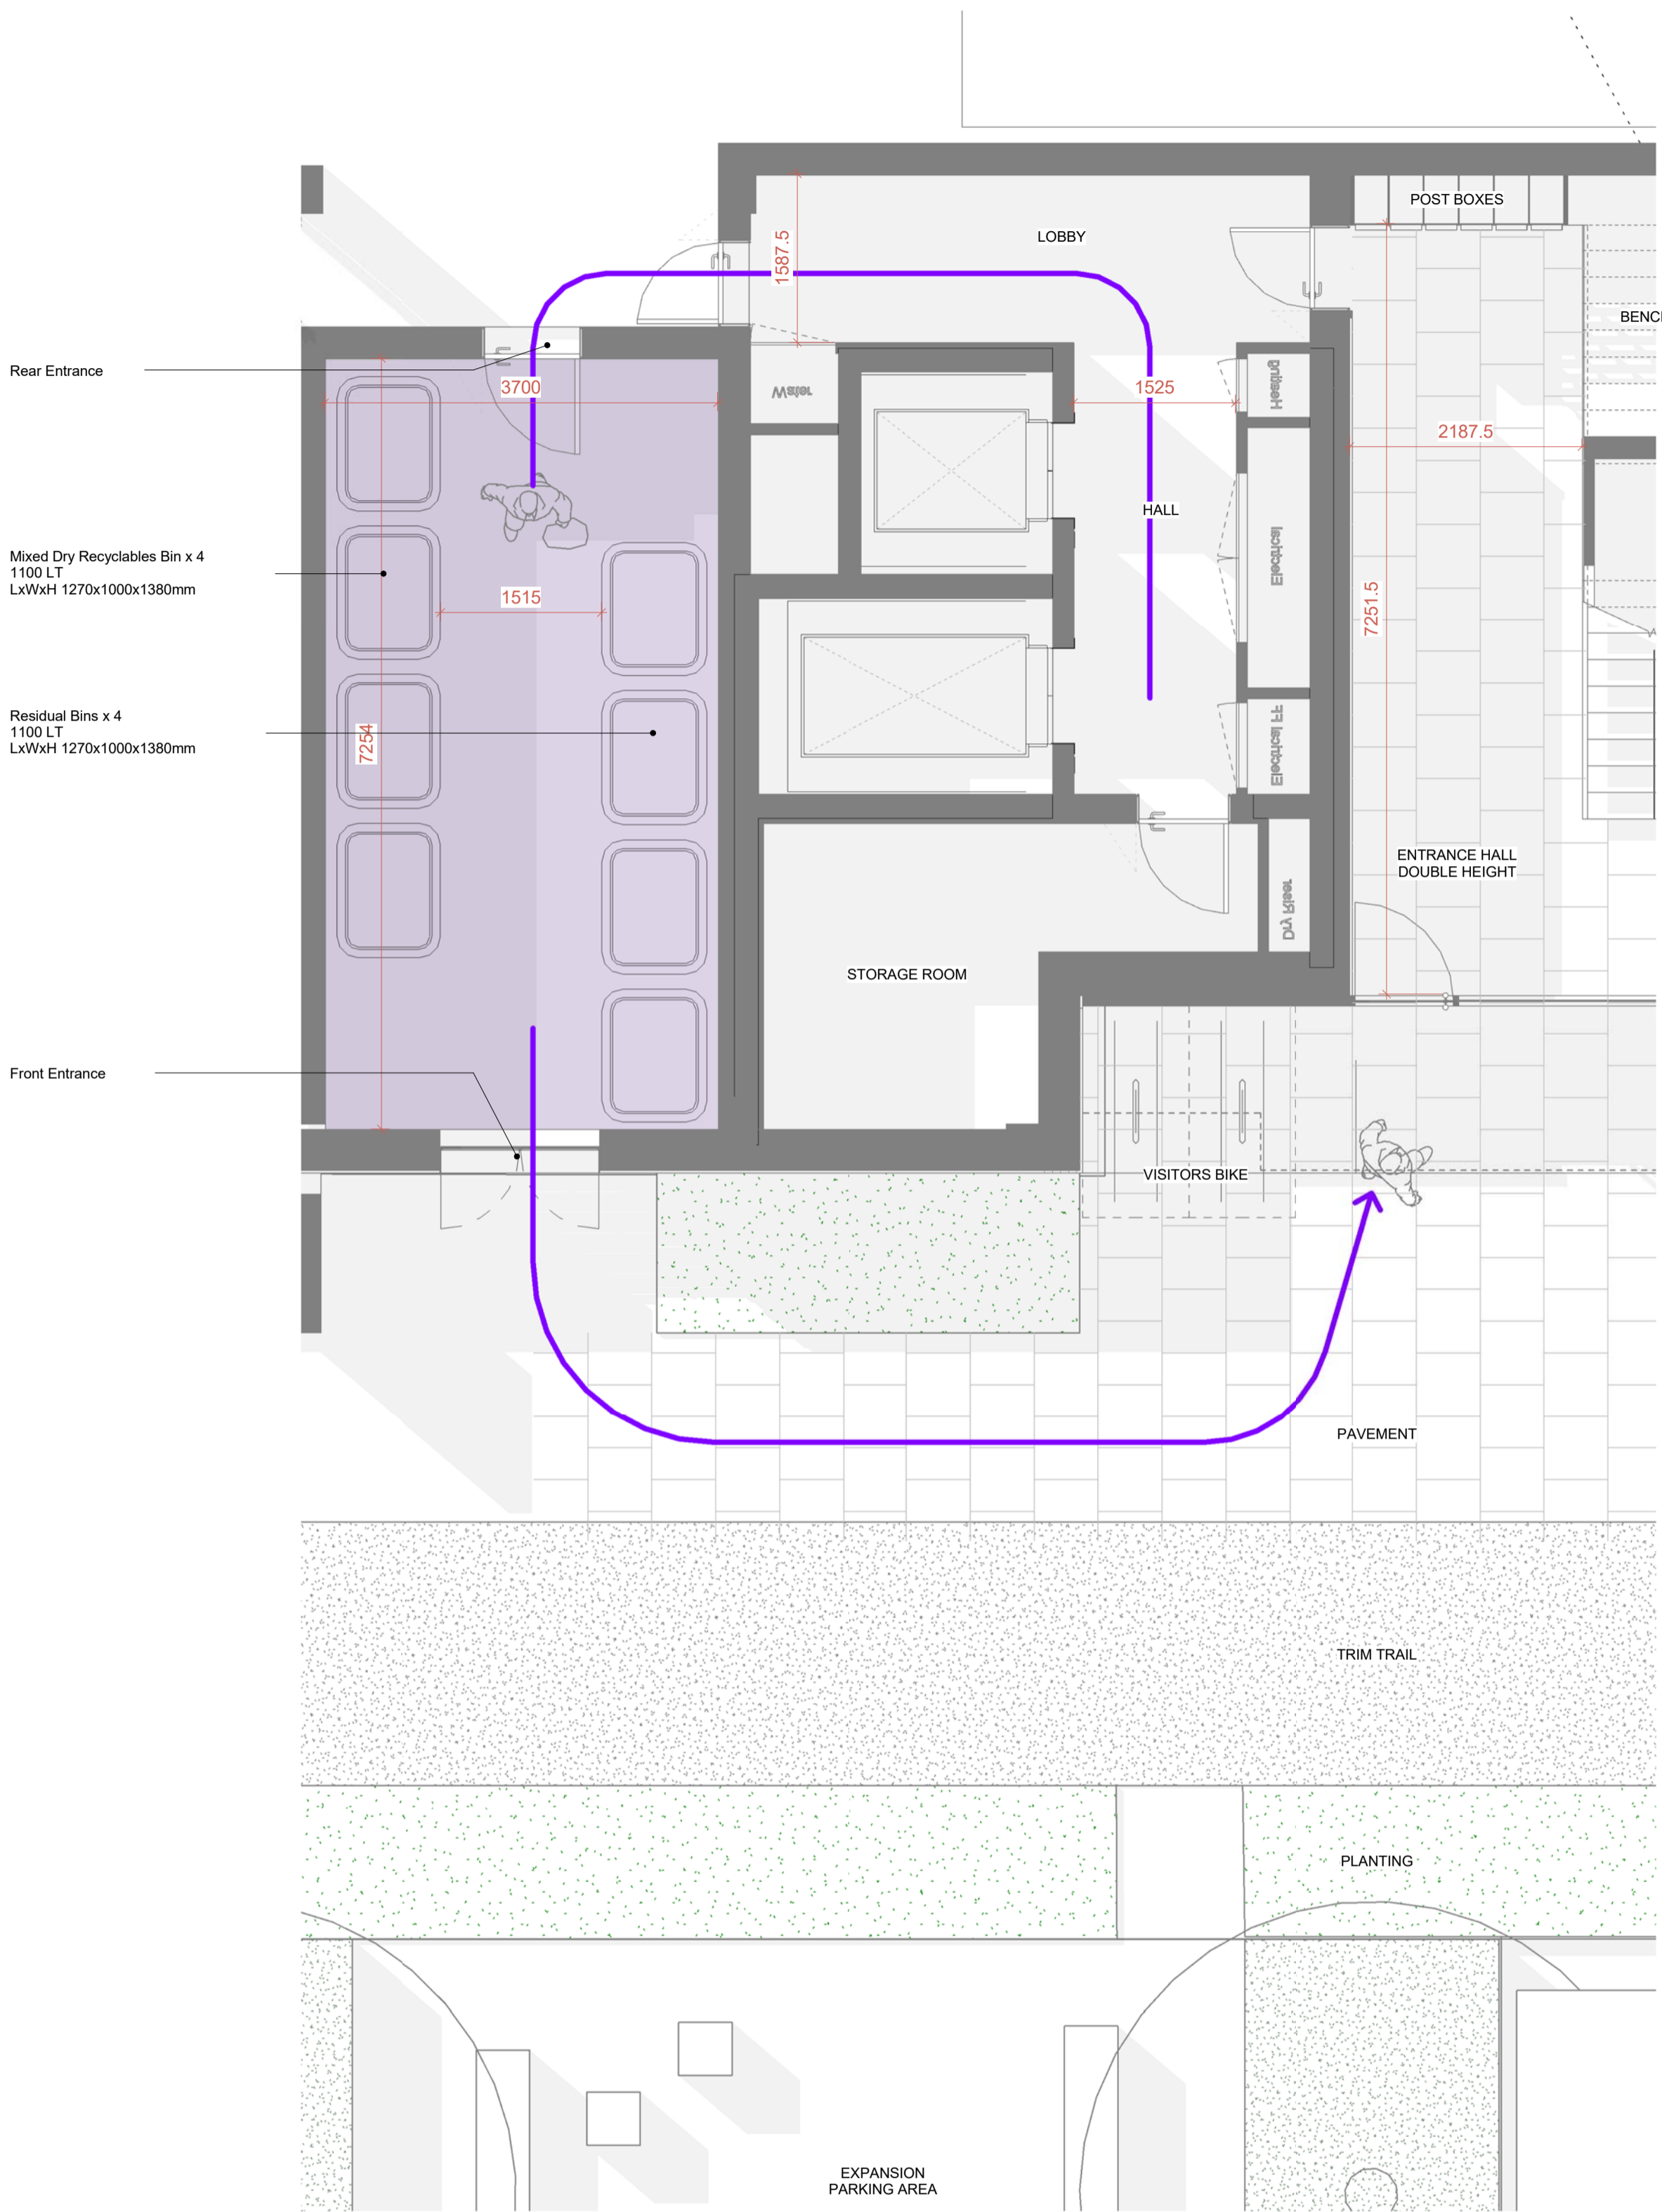 POST BOXES
LOBBY
1587.5
BENC
Rear Entrance
3700
Water
1525
Heating
2187.5
HALL
Electrical
Mixed Dry Recyclables Bin x 4
1100 LT
LxWxH 1270x1000x1380mm
1515
7251.5
Residual Bins x 4
1100 LT
LxWxH 1270x1000x1380mm
7254
Electrical FF
ENTRANCE HALL
DOUBLE HEIGHT
Dry Riser
STORAGE ROOM
Front Entrance
VISITORS BIKE
PAVEMENT
TRIM TRAIL
PLANTING
EXPANSION
PARKING AREA